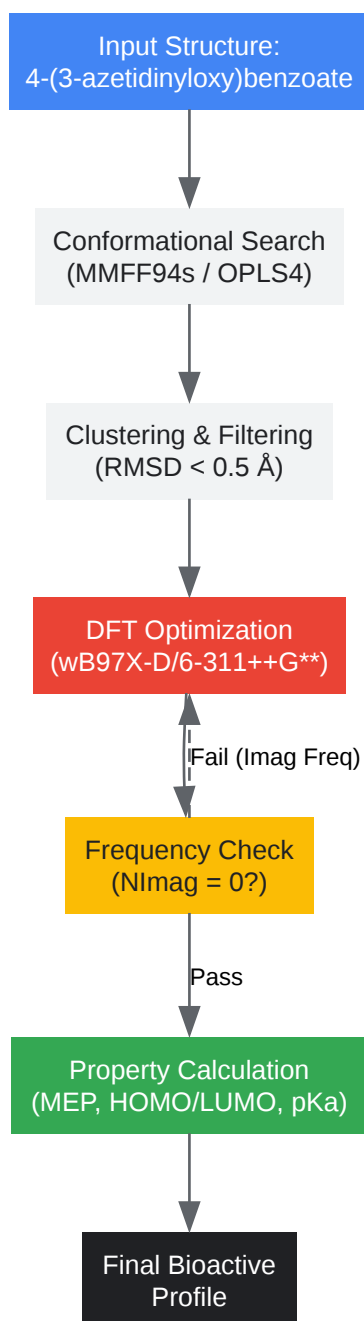 Input Structure:
4-(3-azetidinyloxy)benzoate
Conformational Search
(MMFF94s / OPLS4)
Clustering & Filtering
(RMSD < 0.5 Å)
DFT Optimization
(wB97X-D/6-311++G**)
Fail (Imag Freq)
Frequency Check
(NImag = 0?)
Pass
Property Calculation
(MEP, HOMO/LUMO, pKa)
Final Bioactive
Profile